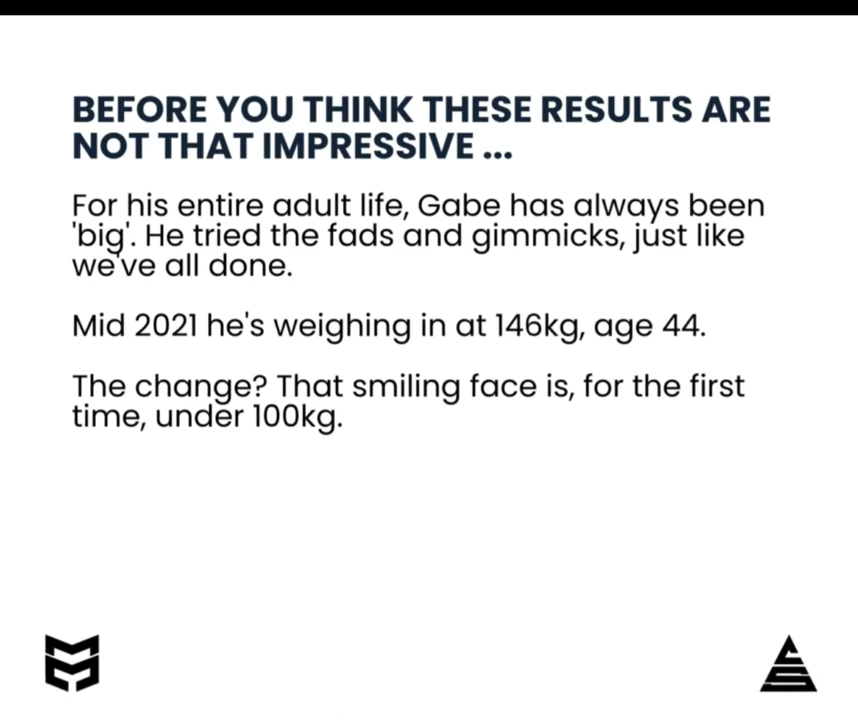 BEFORE YOU THINK THESE RESULTS ARE
NOT THAT IMPRESSIVE ...
For his entire adult life, Gabe has always been
'big'. He tried the fads and gimmicks, just like
we've all done.
Mid 2021 he's weighing in at 146kg, age 44.
The change? That smiling face is, for the first
time, under 100kg.